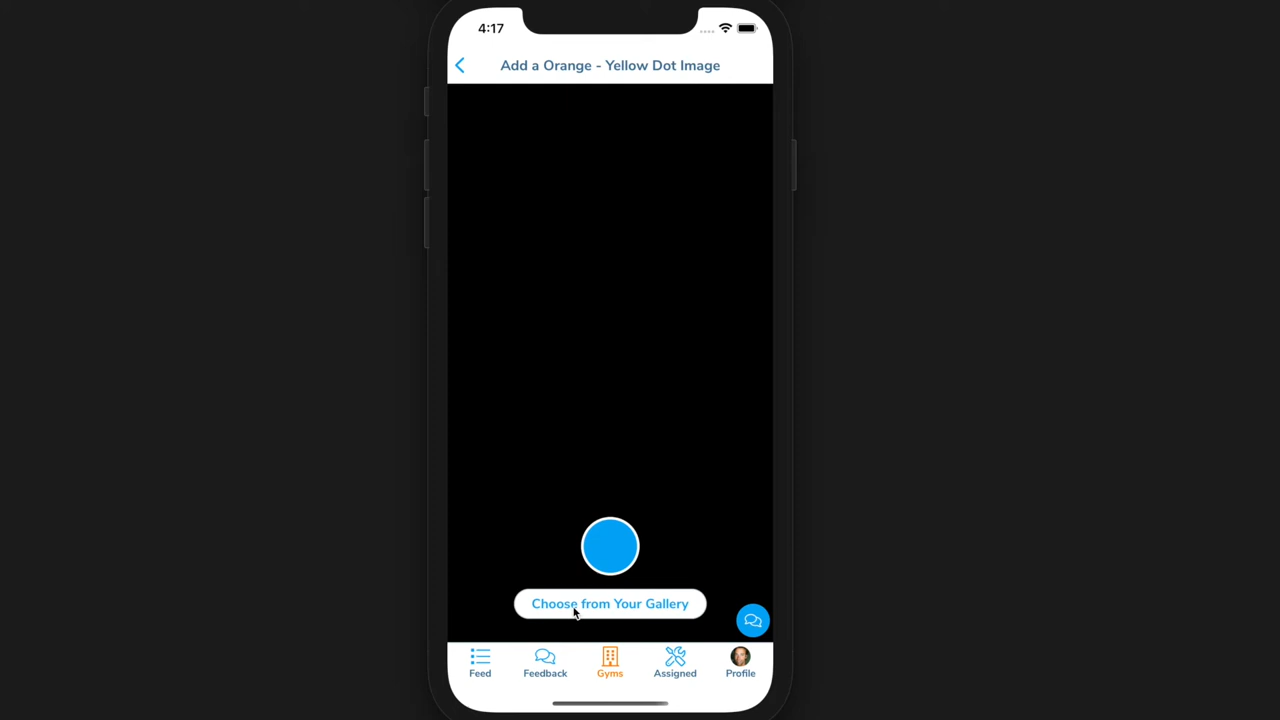 4:17
Add a Orange - Yellow Dot Image
Choose from Your Gallery
Feed
Feedback
Gyms
Assigned
Profile